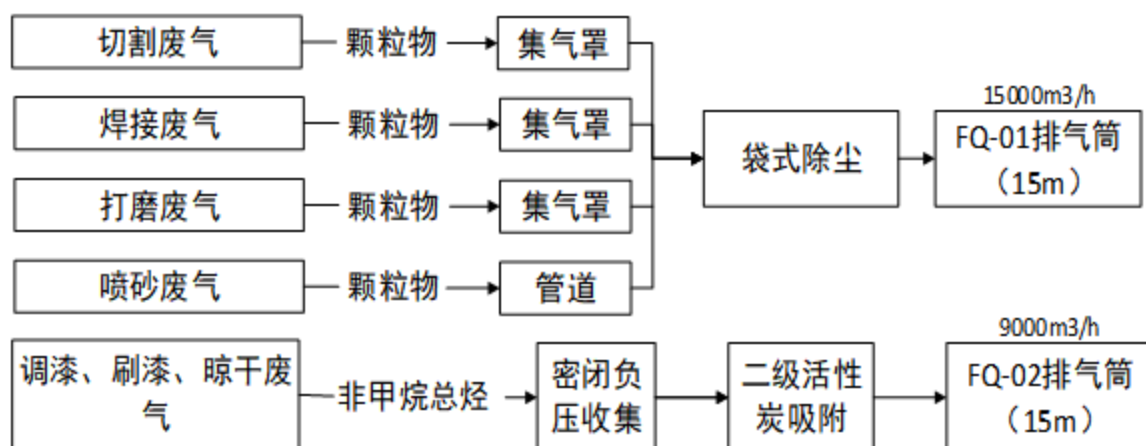 切割废气 颗粒物 集气罩
焊接废气 颗粒物 集气罩
打磨废气 颗粒物 集气罩
喷砂废气 颗粒物 管道
袋式除尘
15000m3/h
FQ-01排气筒
（15m）
调漆、刷漆、晾干废
气
非甲烷总烃
密闭负
压收集
二级活性
炭吸附
9000m3/h
FQ-02排气筒
（15m）